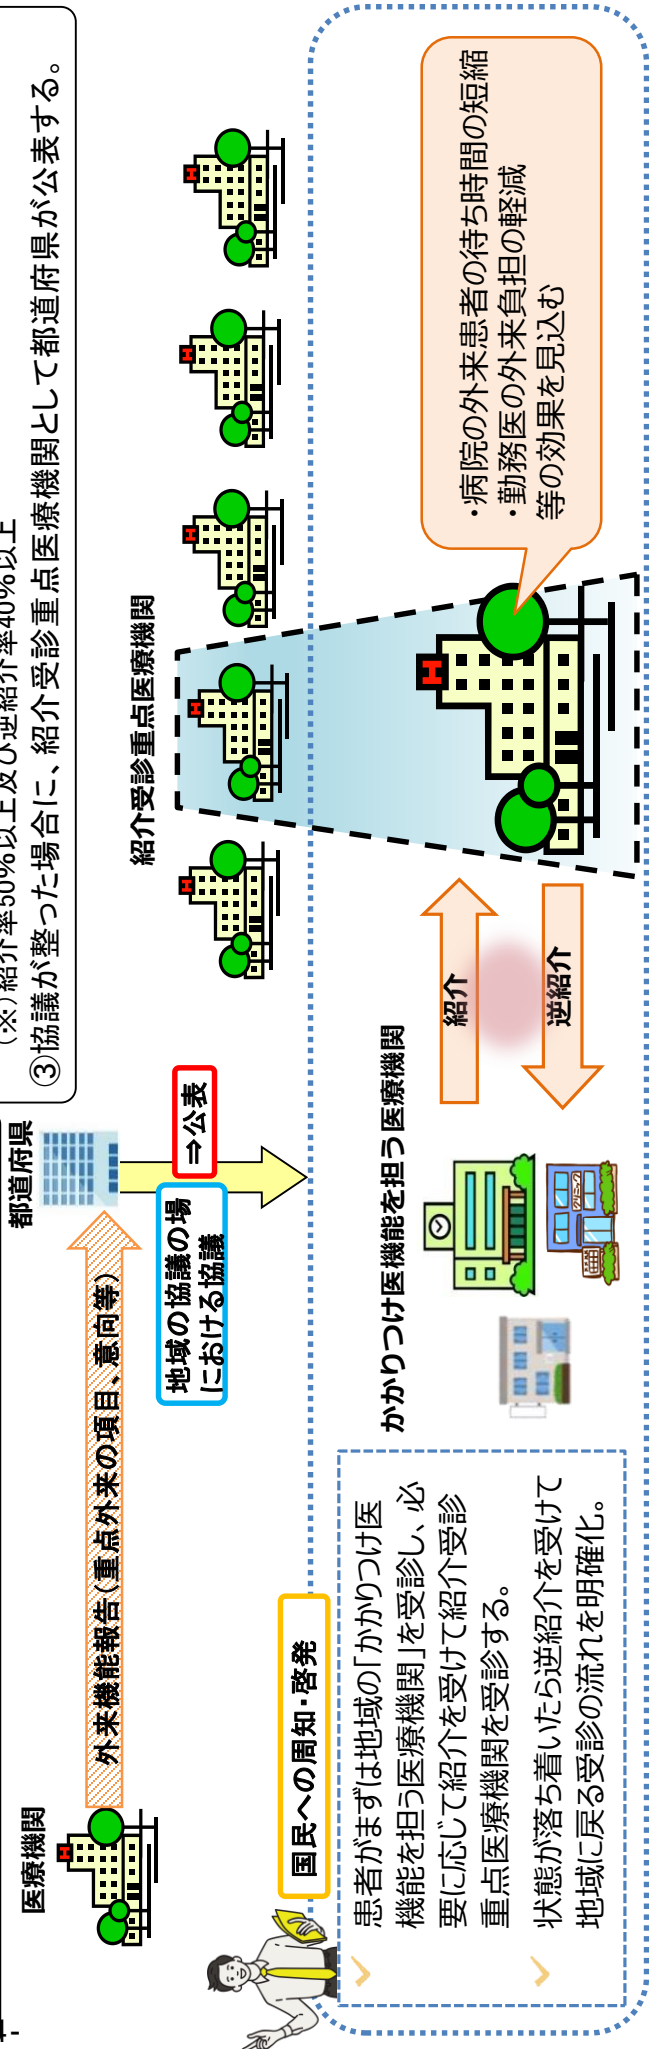 (※)紹介率50%以上及び逆紹介率40%以上
③協議が整った場合に、紹介受診重点医療機関として都道府県が公表する。
医療機関
外来機能報告(重点外来の項目、意向等)
都道府県
地域の協議の場
における協議
⇒公表
紹介受診重点医療機関
国民への周知・啓発
患者がまずは地域の「かかりつけ医
機能を担う医療機関」を受診し、必
要に応じて紹介を受けて紹介受診
重点医療機関を受診する。
状態が落ち着いたら逆紹介を受けて
地域に戻る受診の流れを明確化。
かかりつけ医機能を担う医療機関
クリニック
紹介
逆紹介
H
・病院の外来患者の待ち時間の短縮
・勤務医の外来負担の軽減
等の効果を見込む